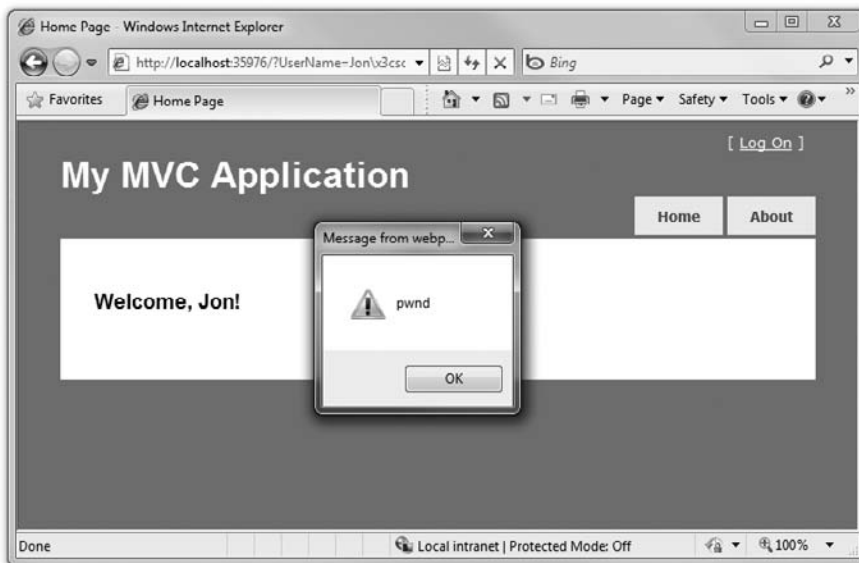 Home Page - Windows Internet Explorer
http://localhost:35976/?UserName=Jon\x3csc
Bing
Favorites
Home Page
Page
Safety
Tools
»
[ Log On ]
My MVC Application
Home
About
Message from webp...
Welcome, Jon!
pwnd
OK
Done
Local intranet | Protected Mode: Off
100%